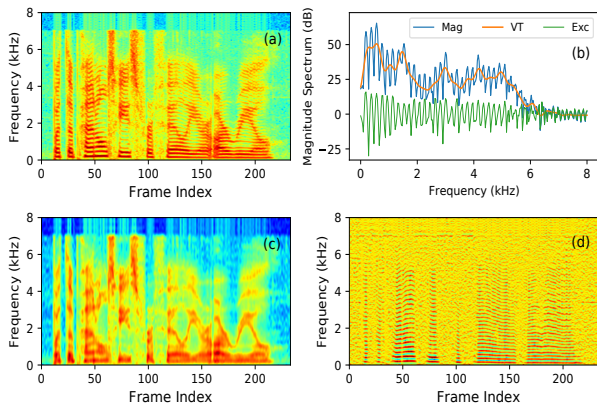 (a)
Frequency (kHz)
8
6
4
2
0
0 50 100 150 200
Frame Index
Mag VT Exc
(b)
Magnitude Spectrum (dB)
50
25
0
−25
0 2 4 6 8
Frequency (kHz)
(c)
Frequency (kHz)
8
6
4
2
0
0 50 100 150 200
Frame Index
(d)
Frequency (kHz)
8
6
4
2
0
0 50 100 150 200
Frame Index